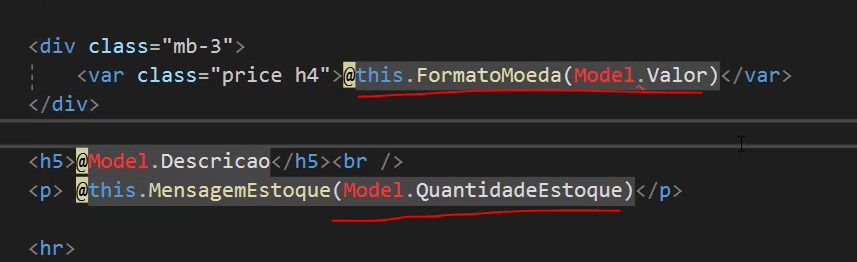 <div class="mb-3">
<var class="price h4">@this.FormatoMoeda(Model.Valor)</var>
</div>
<h5>@Model.Descricao</h5><br />
<p> @this.MensagemEstoque(Model.QuantidadeEstoque)</p>
<hr>